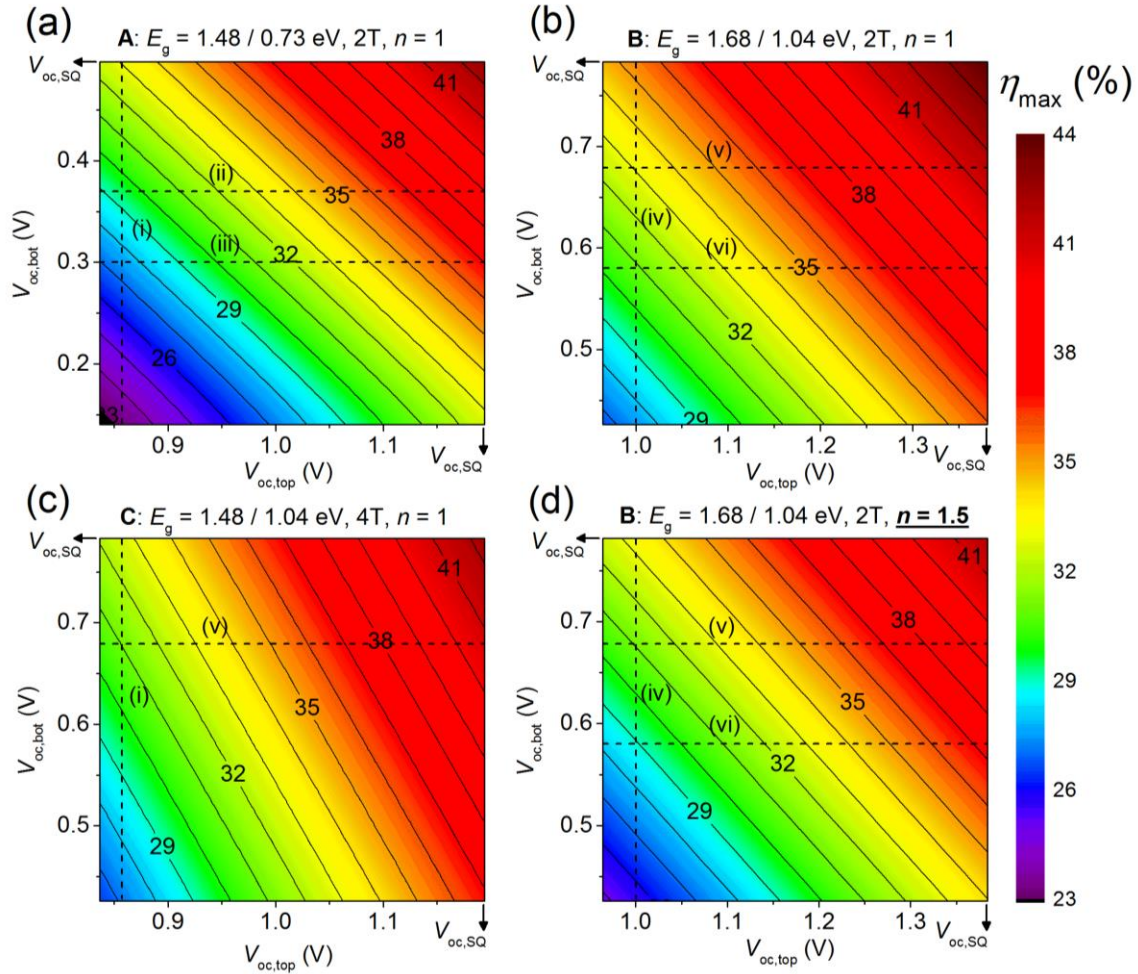 (a)
A: Eg = 1.48 / 0.73 eV, 2T, n = 1
Voc,SQ
41
38
(ii)
35
(i)
(iii)
32
29
26
3
0.4
0.3
0.2
Voc,bot (V)
0.9 1.0 1.1
Voc,top (V)
Voc,SQ
(b)
B: Eg = 1.68 / 1.04 eV, 2T, n = 1
Voc,SQ
41
(v)
38
(iv)
(vi)
35
32
29
0.7
0.6
0.5
Voc,bot (V)
1.0 1.1 1.2 1.3
Voc,top (V)
Voc,SQ
ηmax (%)
44
41
38
35
32
29
26
23
(c)
C: Eg = 1.48 / 1.04 eV, 4T, n = 1
Voc,SQ
41
(v)
38
(i)
35
32
29
0.7
0.6
0.5
Voc,bot (V)
0.9 1.0 1.1
Voc,top (V)
Voc,SQ
(d)
B: Eg = 1.68 / 1.04 eV, 2T, n = 1.5
Voc,SQ
41
38
(v)
(iv)
35
(vi)
32
29
0.7
0.6
0.5
Voc,bot (V)
1.0 1.1 1.2 1.3
Voc,top (V)
Voc,SQ